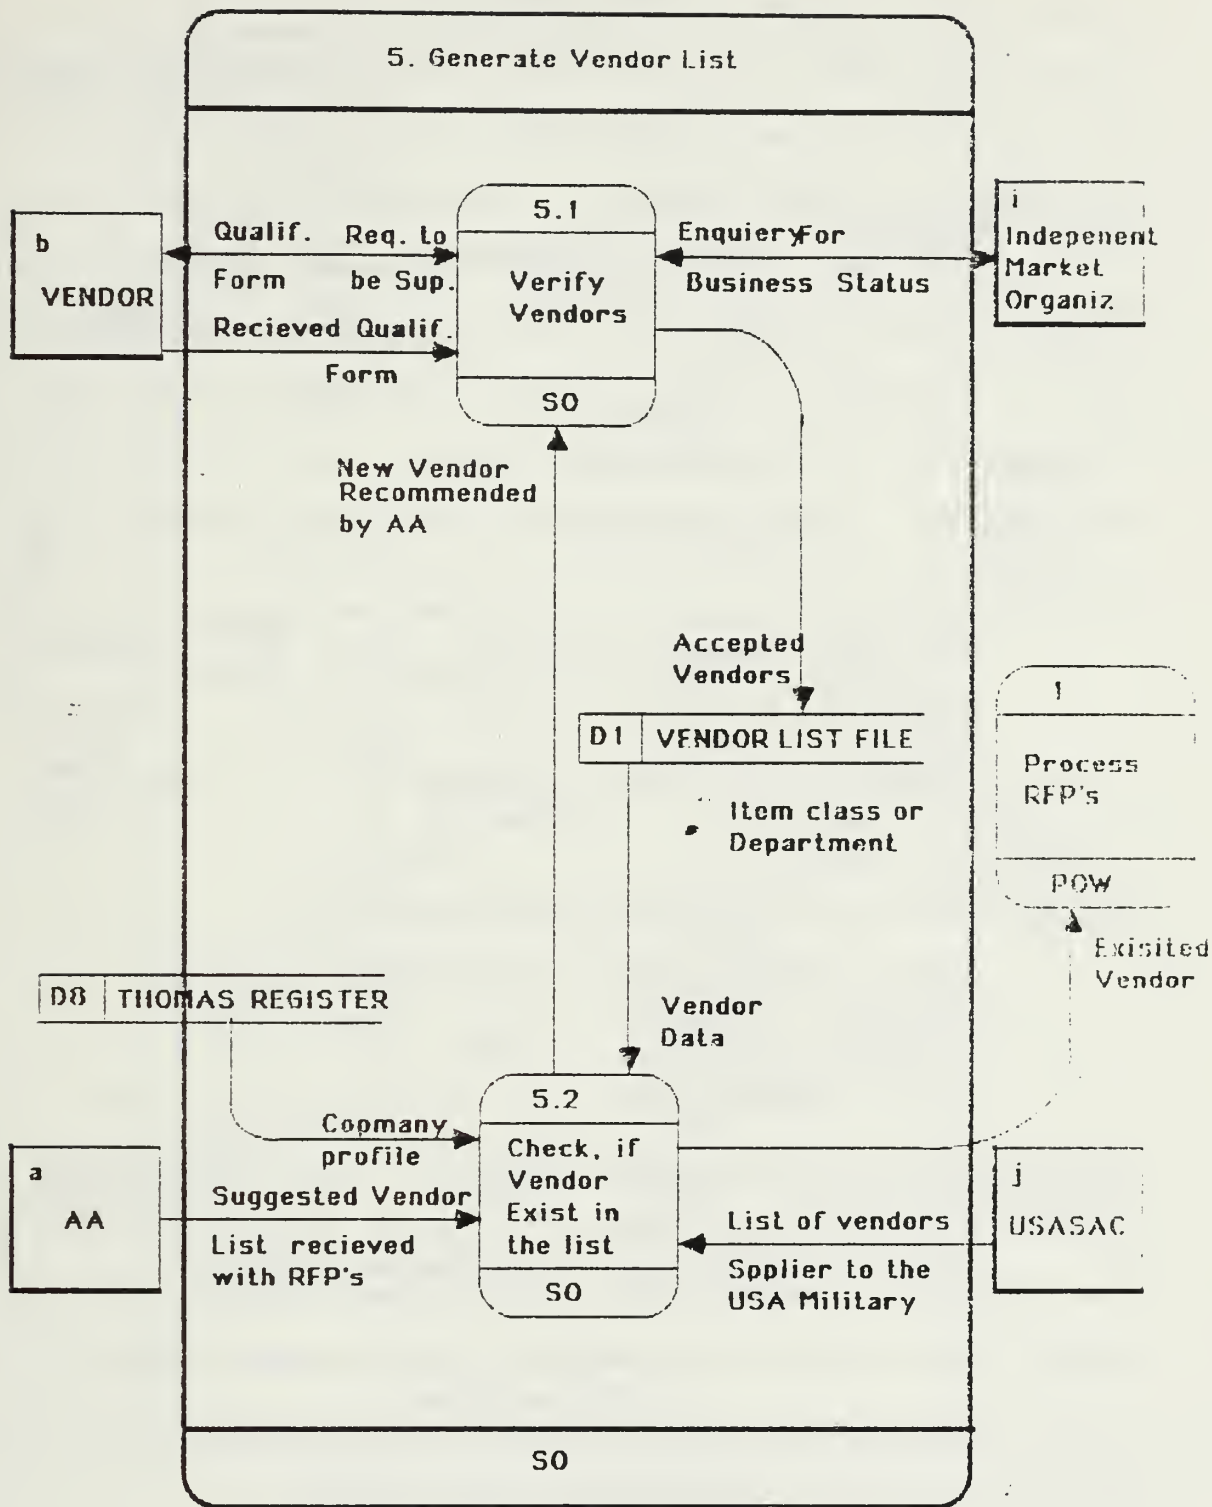 5. Generate Vendor List
b
VENDOR
Qualif. Req. to
Form be Sup.
Recieved Qualif.
Form
5.1
Verify
Vendors
SO
Enquiery For
Business Status
i
Indepenent
Market
Organiz
New Vendor
Recommended
by AA
Accepted
Vendors
D1 VENDOR LIST FILE
Item class or
Department
1
Process
RFP's
POW
Exisited
Vendor
D8 THOMAS REGISTER
Vendor
Data
Copmany
profile
a
AA
Suggested Vendor
List recieved
with RFP's
5.2
Check, if
Vendor
Exist in
the list
SO
List of vendors
Spplier to the
USA Military
j
USASAC
SO